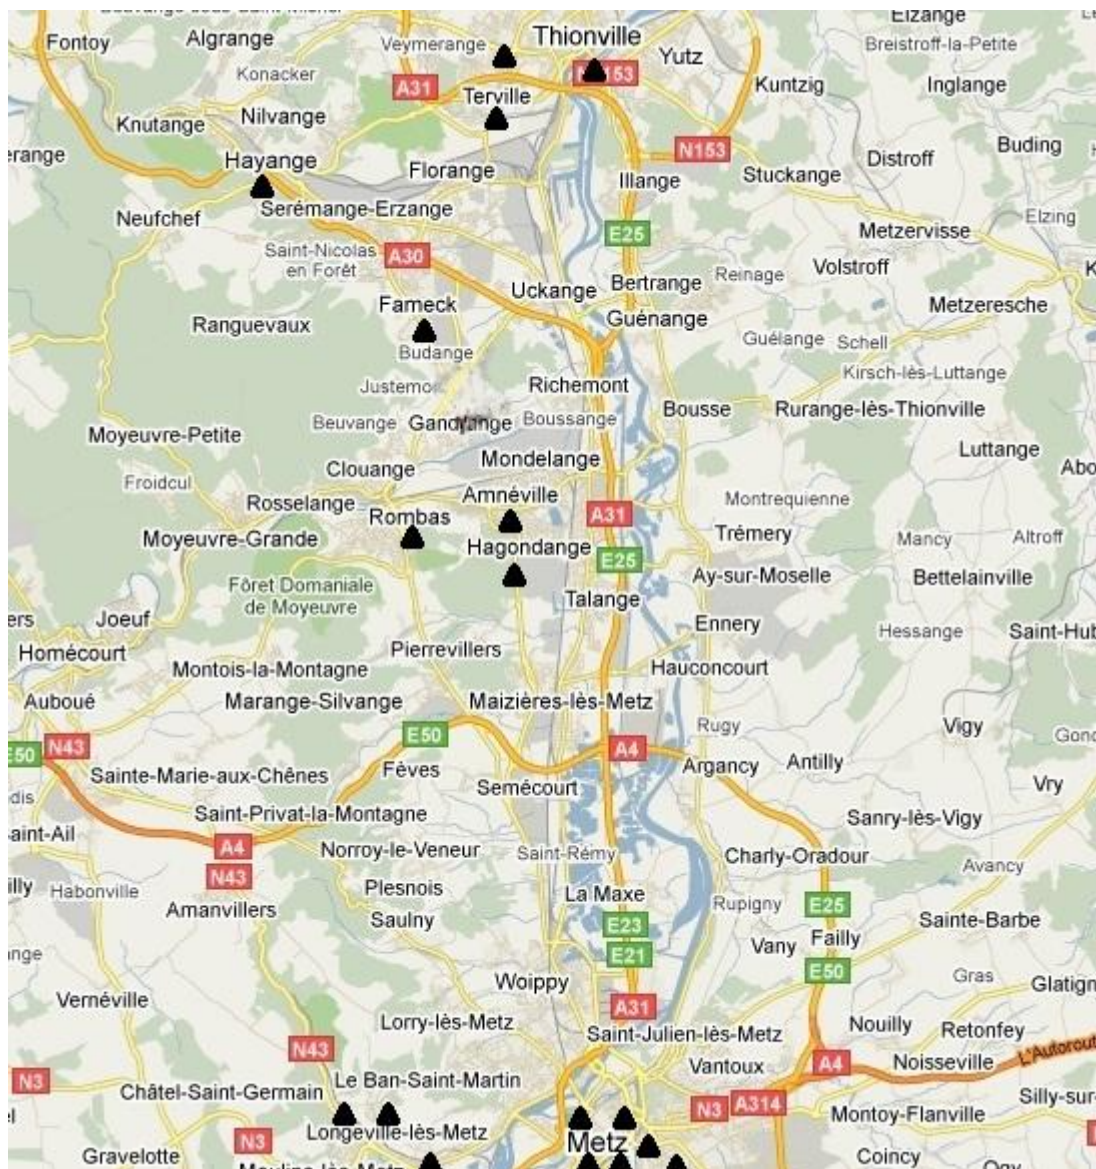 Thionville
Elzange
Fontoy
Algrange
Veymerange
Yutz
Breistroff-la-Petite
Konacker
A31
Kuntzig
Inglange
Terville
Knutange
Nilvange
N153
Buding
Hayange
Florange
Distroff
Illange
Stuckange
Neufchef
Serémange-Erzange
Elzing
E25
Metzervisse
Saint-Nicolas
en Forêt
A30
Volstroff
Reinage
Bertrange
Uckange
Fameck
Metzeresche
Ranguevaux
Guénange
Guélange
Schell
Budange
Kirsch-lès-Luttange
Richemont
Bousse
Rurange-lès-Thionville
Beuvange
Boussange
Moyeuvre-Petite
Luttange
Clouange
Mondelange
Froidcul
Rosselange
Amnéville
Montrequienne
Rombas
A31
Moyeuvre-Grande
Trémery
Mancy
Altroff
Hagondange
E25
Ay-sur-Moselle
Bettelainville
Fôret Domaniale
de Moyeuvre
Talange
Joeuf
Ennery
Hessange
Homécourt
Pierrevillers
Montois-la-Montagne
Hauconcourt
Auboué
Marange-Silvange
Maizières-lès-Metz
Rugy
Vigy
E50
N43
E50
A4
Fèves
Argancy
Antilly
Sainte-Marie-aux-Chênes
Semécourt
Vry
Saint-Privat-la-Montagne
Sanry-lès-Vigy
A4
Norroy-le-Veneur
Saint-Rémy
Charly-Oradour
Avancy
N43
Habonville
Plesnois
La Maxe
Rupigny
E25
Amanvillers
Saulny
E23
Sainte-Barbe
Vany
Failly
E21
E50
Woippy
Gras
Vernéville
A31
Lorry-lès-Metz
Saint-Julien-lès-Metz
Nouilly
Retonfey
N43
Vantoux
A4
Noisseville
L'Autorout
N3
Le Ban-Saint-Martin
Châtel-Saint-Germain
N3
A314
Montoy-Flanville
Longeville-lès-Metz
N3
Metz
Gravelotte
Coincy